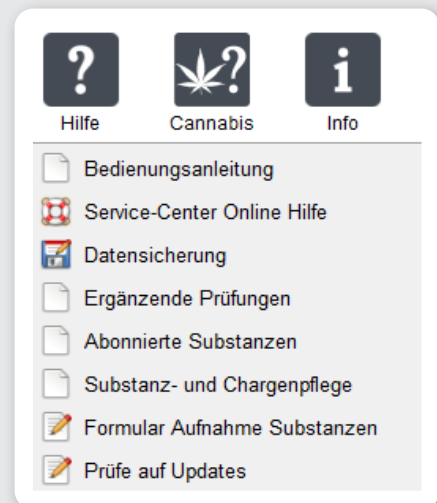 ?
?
i
Hilfe
Cannabis
Info
Bedienungsanleitung
Service-Center Online Hilfe
Datensicherung
Ergänzende Prüfungen
Abonnierte Substanzen
Substanz- und Chargenpflege
Formular Aufnahme Substanzen
Prüfe auf Updates